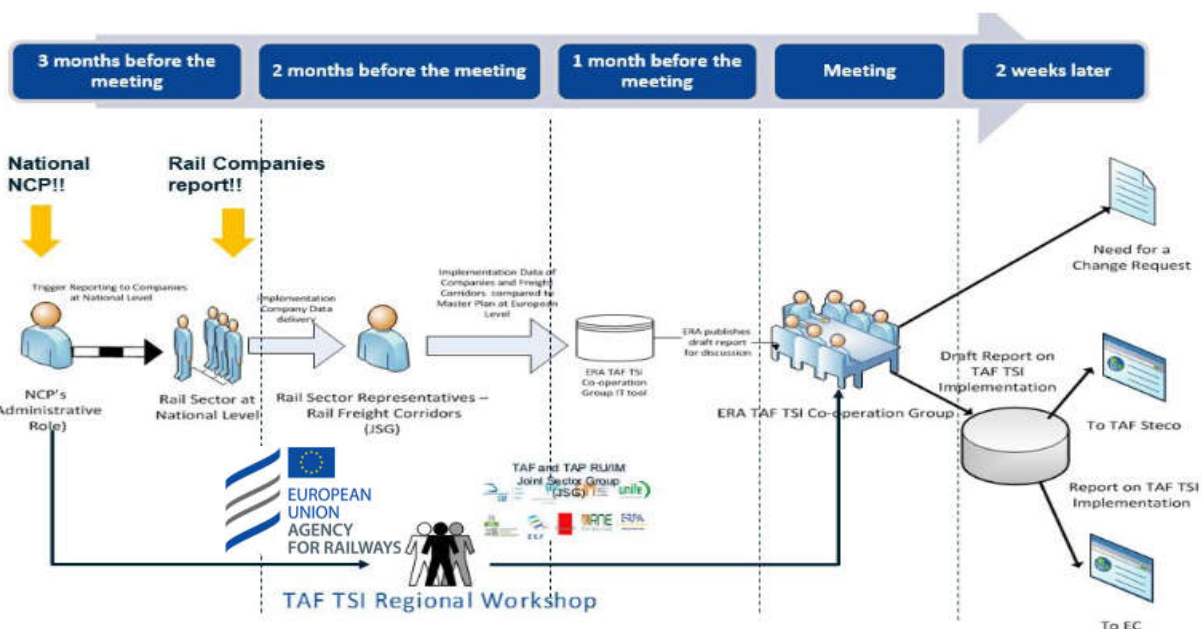 3 months before the
meeting
2 months before the meeting
1 month before the
meeting
Meeting
2 weeks later
National
NCP!!
Rail Companies
report!!
Trigger Reporting to Companies
at National Level
Implementation
Company Data
delivery
Implementation Data of
Companies and Freight
Corridors compared to
Master Plan at European
Level
ERA publishes
draft report
for discussion
Need for a
Change Request
NCP's
Administrative
Role)
Rail Sector at
National Level
Rail Sector Representatives –
Rail Freight Corridors
(JSG)
ERA TAF TSI
Co-operation
Group IT tool
ERA TAF TSI Co-operation Group
Draft Report on
TAF TSI
Implementation
To TAF Steco
Report on TAF TSI
Implementation
To EC
EUROPEAN
UNION
AGENCY
FOR RAILWAYS
TAF and TAP RU/IM
Joint Sector Group
(JSG)
unife
ERFA
TAF TSI Regional Workshop